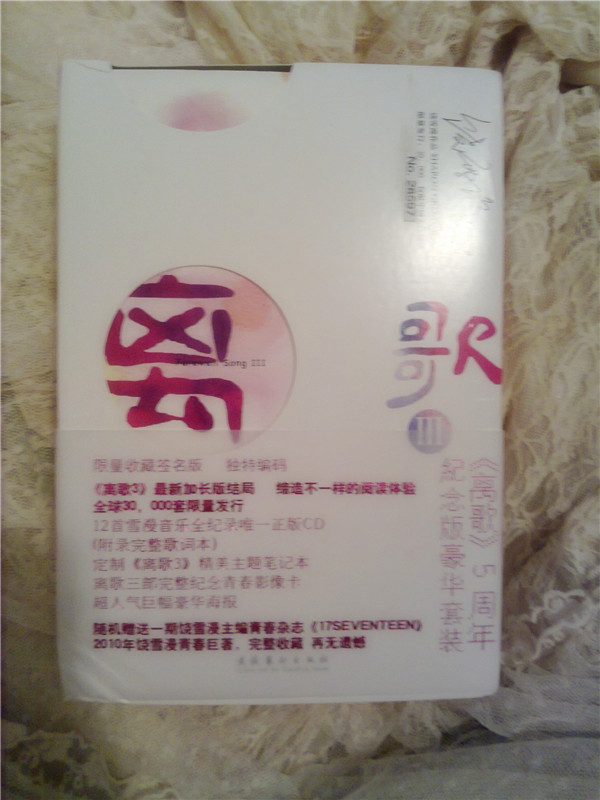 No. 28597
离
歌
III
Farewell Song III
限量收藏签名版 独特编码
《离歌3》最新加长版结局 缔造不一样的阅读体验
全球30,000套限量发行
12首雪漫音乐全纪录唯一正版CD
(附录完整歌词本)
定制《离歌3》精美主题笔记本
离歌三部完整纪念青春影像卡
超人气巨幅豪华海报
随机赠送一期饶雪漫主编青春杂志《17SEVENTEEN》
2010年饶雪漫青春巨著,完整收藏 再无遗憾
《离歌》5周年
紀念版豪华套装